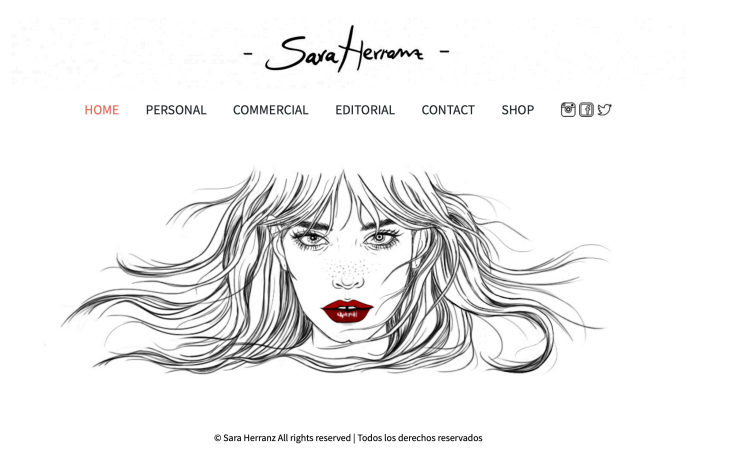 - Sara Herranz -
HOME PERSONAL COMMERCIAL EDITORIAL CONTACT SHOP
© Sara Herranz All rights reserved | Todos los derechos reservados